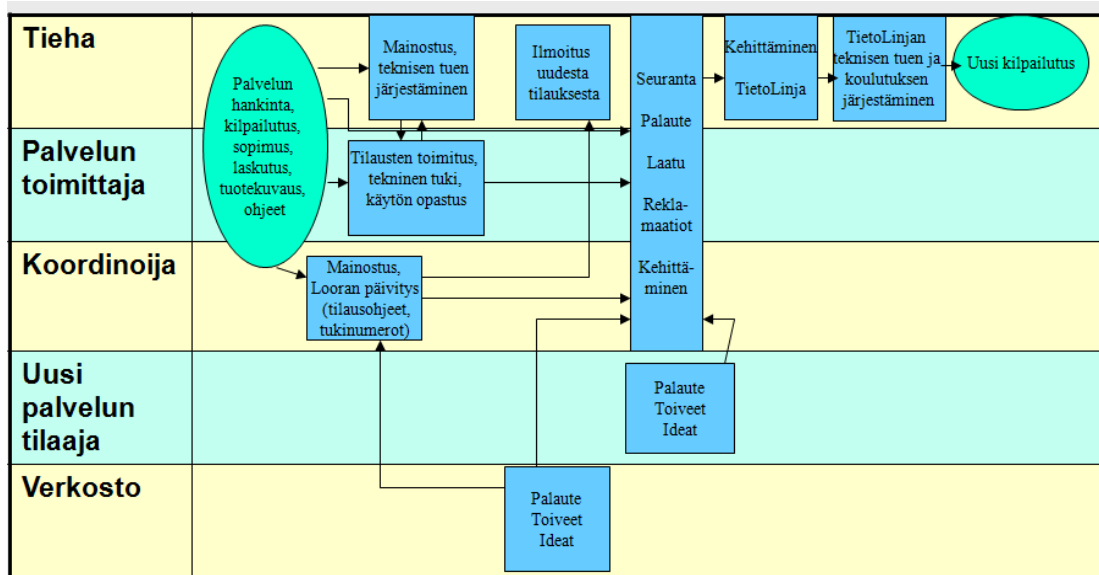 Tieha
Palvelun
hankinta,
kilpailutus,
sopimus,
laskutus,
tuotekuvaus,
ohjeet
Mainostus,
teknisen tuen
järjestäminen
Ilmoitus
uudesta
tilauksesta
Seuranta
Palaute
Laatu
Rekla-
maatiot
Kehittä-
minen
Kehittäminen
TietoLinja
TietoLinjan
teknisen tuen ja
koulutuksen
järjestäminen
Uusi kilpailutus
Palvelun
toimittaja
Tilausten toimitus,
tekninen tuki,
käytön opastus
Koordinoija
Mainostus,
Looran päivitys
(tilausohjeet,
tukinumerot)
Uusi
palvelun
tilaaja
Palaute
Toiveet
Ideat
Verkosto
Palaute
Toiveet
Ideat